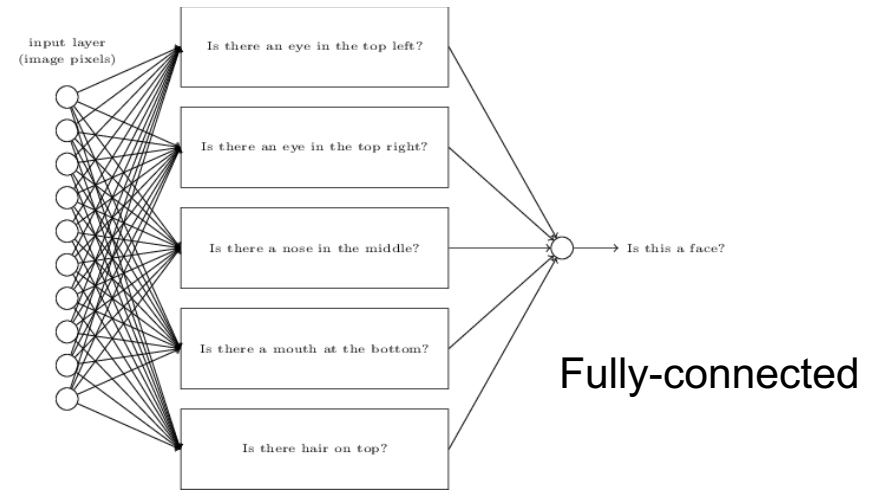 input layer
(image pixels)
Is there an eye in the top left?
Is there an eye in the top right?
Is there a nose in the middle?
Is this a face?
Is there a mouth at the bottom?
Fully-connected
Is there hair on top?